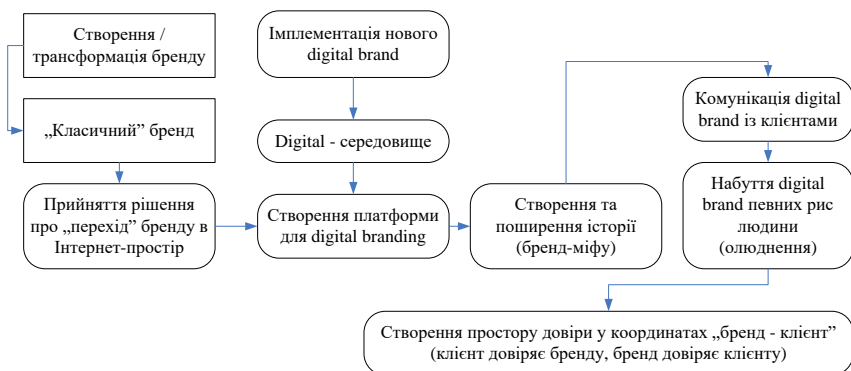 Створення /
трансформація бренду
„Класичний” бренд
Прийняття рішення
про „перехід” бренду в
Інтернет-простір
Імплементація нового
digital brand
Digital - середовище
Створення платформи
для digital branding
Створення та
поширення історії
(бренд-міфу)
Комунікація digital
brand із клієнтами
Набуття digital
brand певних рис
людини
(олюднення)
Створення простору довіри у координатах „бренд - клієнт”
(клієнт довіряє бренду, бренд довіряє клієнту)